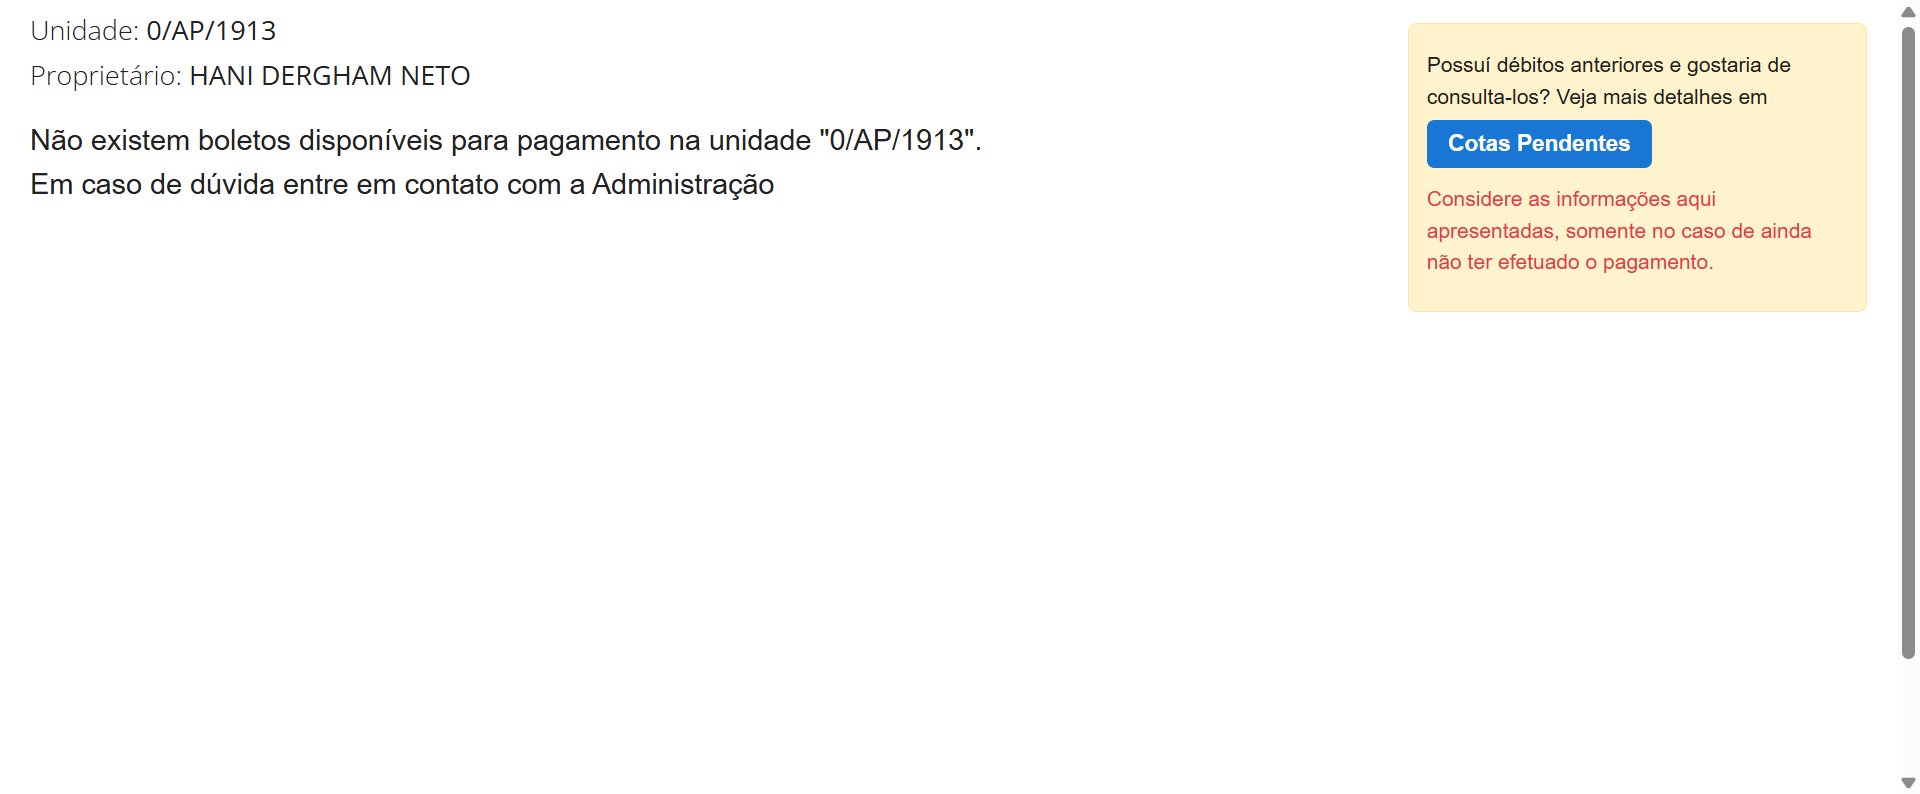 Unidade: 0/AP/1913
Proprietário: HANI DERGHAM NETO
Não existem boletos disponíveis para pagamento na unidade "0/AP/1913".
Em caso de dúvida entre em contato com a Administração
Possuí débitos anteriores e gostaria de
consulta-los? Veja mais detalhes em
Cotas Pendentes
Considere as informações aqui
apresentadas, somente no caso de ainda
não ter efetuado o pagamento.